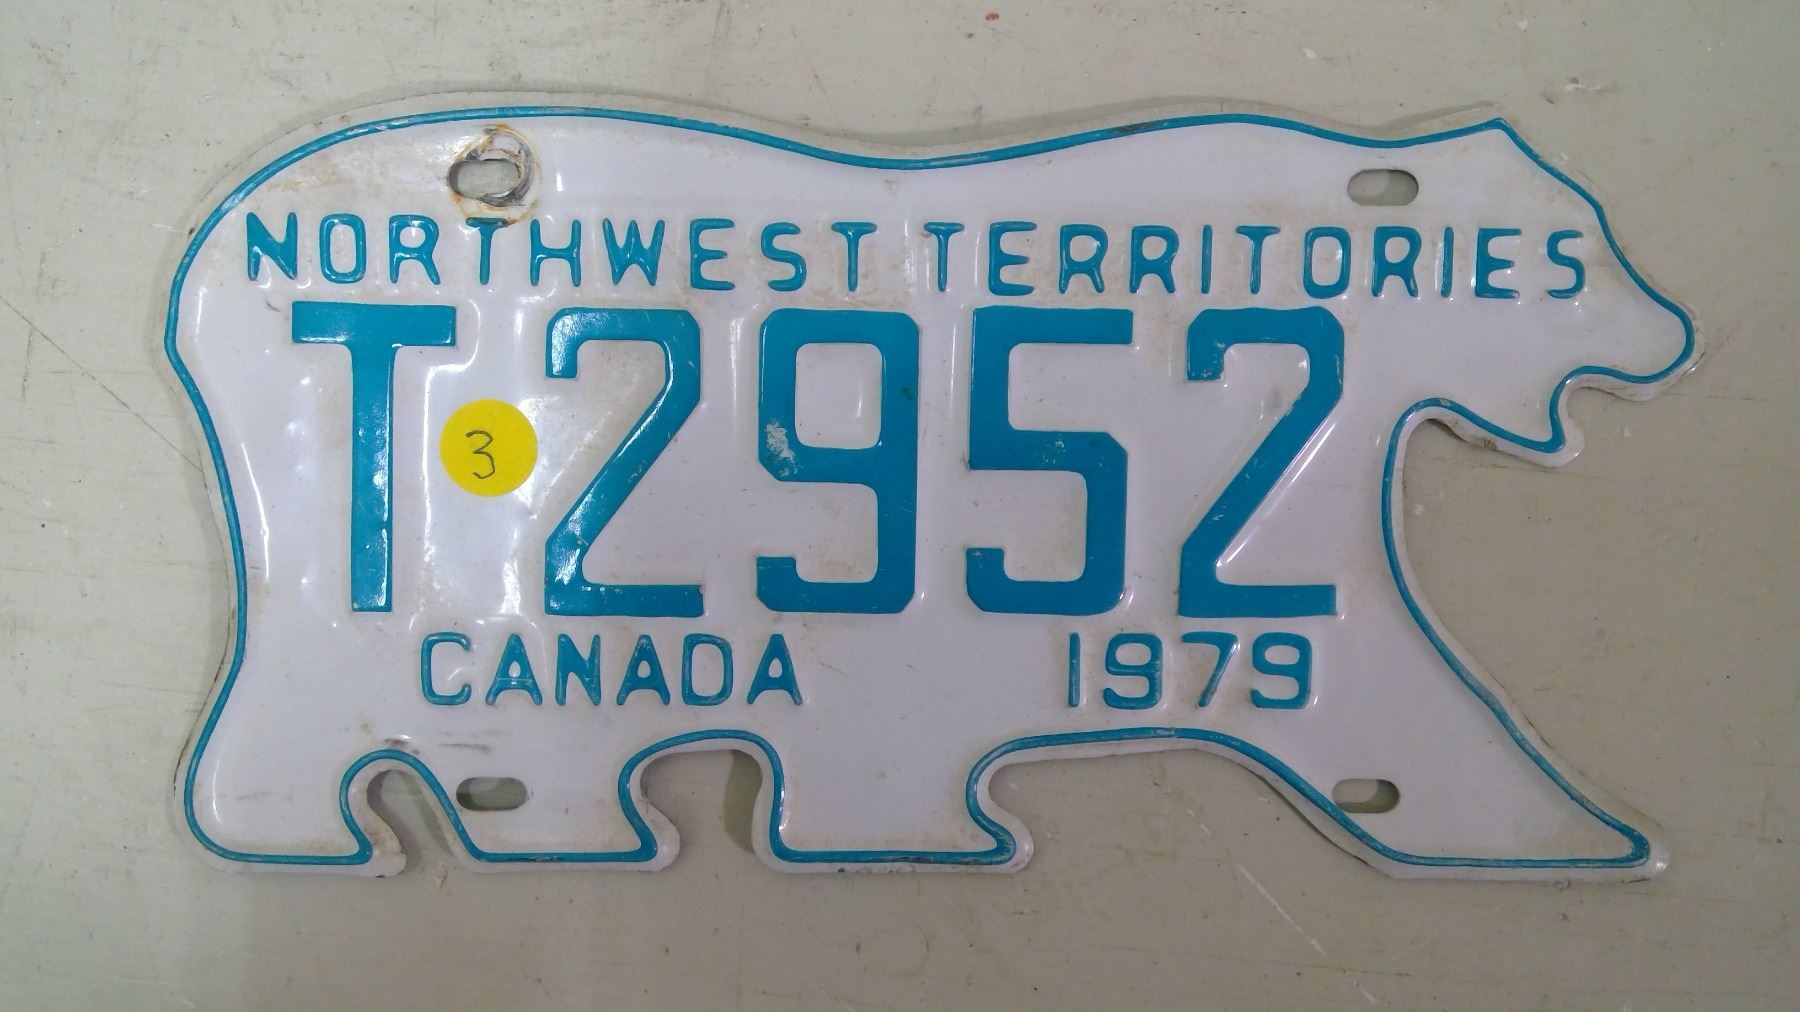 NORTHWEST TERRITORIES
T 2952
3
CANADA 1979